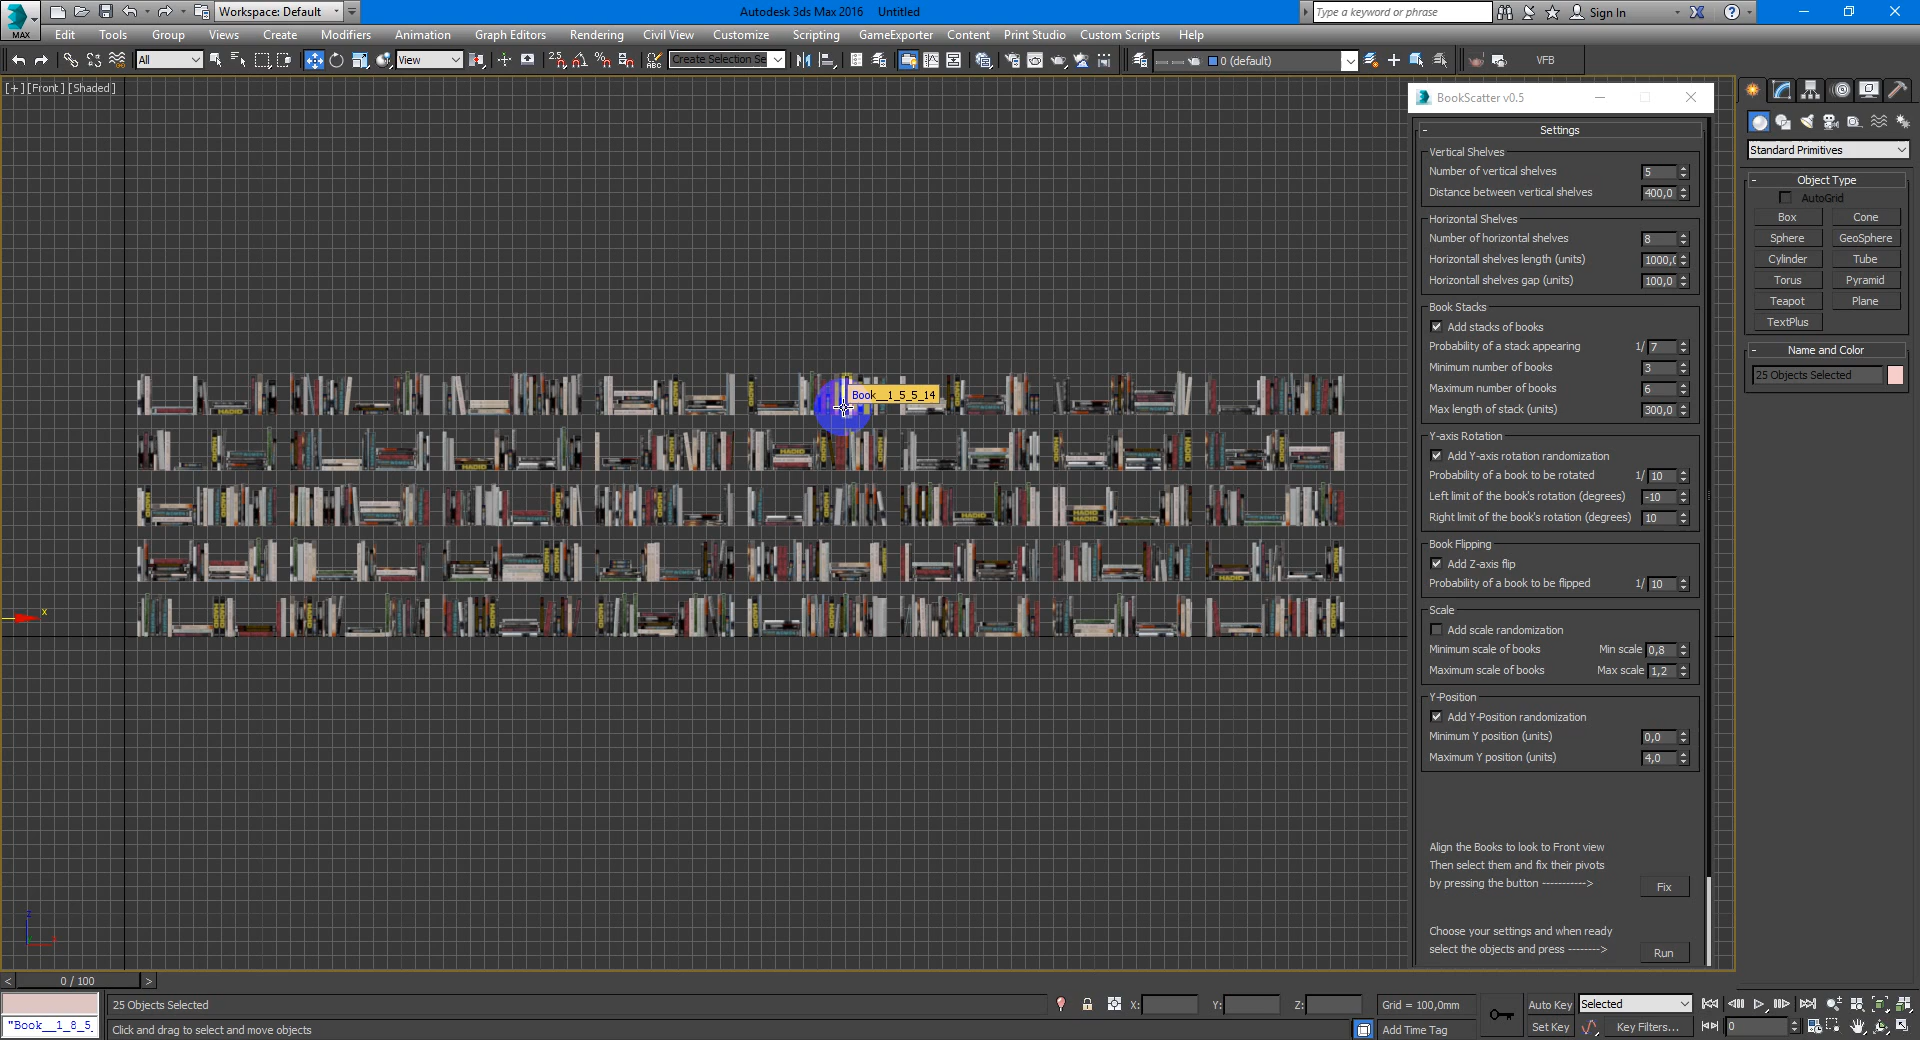 Workspace: Default
Autodesk 3ds Max 2016 Untitled
Type a keyword or phrase
Sign In
MAX
Edit Tools Group Views Create Modifiers Animation Graph Editors Rendering Civil View Customize Scripting GameExporter Content Print Studio Custom Scripts Help
All
View
2.5
Create Selection Se
0 (default)
VFB
[+] [Front] [Shaded]
BookScatter v0.5
Settings
Vertical Shelves
Number of vertical shelves 5
Distance between vertical shelves 400,0
Horizontal Shelves
Number of horizontal shelves 8
Horizontall shelves length (units) 1000,0
Horizontall shelves gap (units) 100,0
Book Stacks
Add stacks of books
Probability of a stack appearing 1/ 7
Minimum number of books 3
Maximum number of books 6
Max length of stack (units) 300,0
Y-axis Rotation
Add Y-axis rotation randomization
Probability of a book to be rotated 1/ 10
Left limit of the book's rotation (degrees) -10
Right limit of the book's rotation (degrees) 10
Book Flipping
Add Z-axis flip
Probability of a book to be flipped 1/ 10
Scale
Add scale randomization
Minimum scale of books Min scale 0,8
Maximum scale of books Max scale 1,2
Y-Position
Add Y-Position randomization
Minimum Y position (units) 0,0
Maximum Y position (units) 4,0
Align the Books to look to Front view
Then select them and fix their pivots
by pressing the button ----------->
Fix
Choose your settings and when ready
select the objects and press -------->
Run
Standard Primitives
- Object Type
AutoGrid
Box Cone
Sphere GeoSphere
Cylinder Tube
Torus Pyramid
Teapot Plane
TextPlus
- Name and Color
25 Objects Selected
Book__1_5_5_14
x
z
< 0 / 100 >
"Book__1_8_5_
25 Objects Selected
Click and drag to select and move objects
X: Y: Z:
Grid = 100,0mm
Add Time Tag
Auto Key
Selected
Set Key
Key Filters...
0